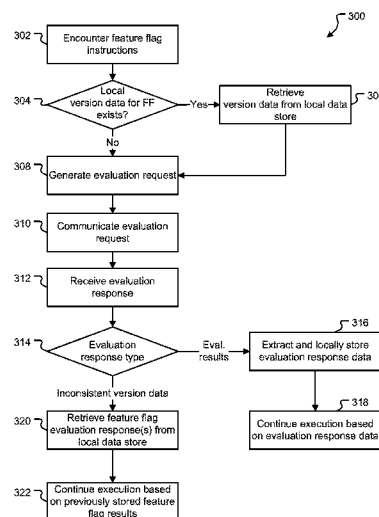 300
302
Encounter feature flag
instructions
304
Local
version data for FF
exists?
Yes
Retrieve
version data from local data
store
30
No
308
Generate evaluation request
310
Communicate evaluation
request
312
Receive evaluation
response
314
Evaluation
response type
Eval.
results
316
Extract and locally store
evaluation response data
318
Continue execution based
on evaluation response data
Inconsistent version data
320
Retrieve feature flag
evaluation response(s) from
local data store
322
Continue execution based
on previously stored feature
flag results